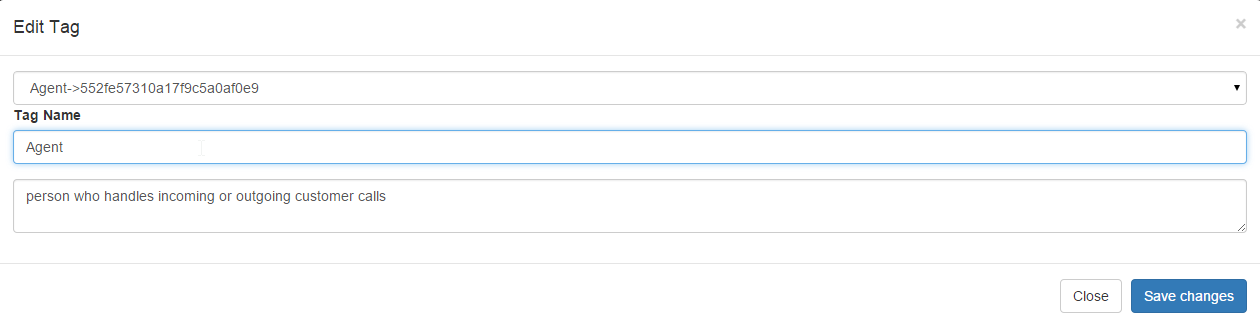 Edit Tag
×
Agent->552fe57310a17f9c5a0af0e9
Tag Name
Agent
person who handles incoming or outgoing customer calls
Close
Save changes